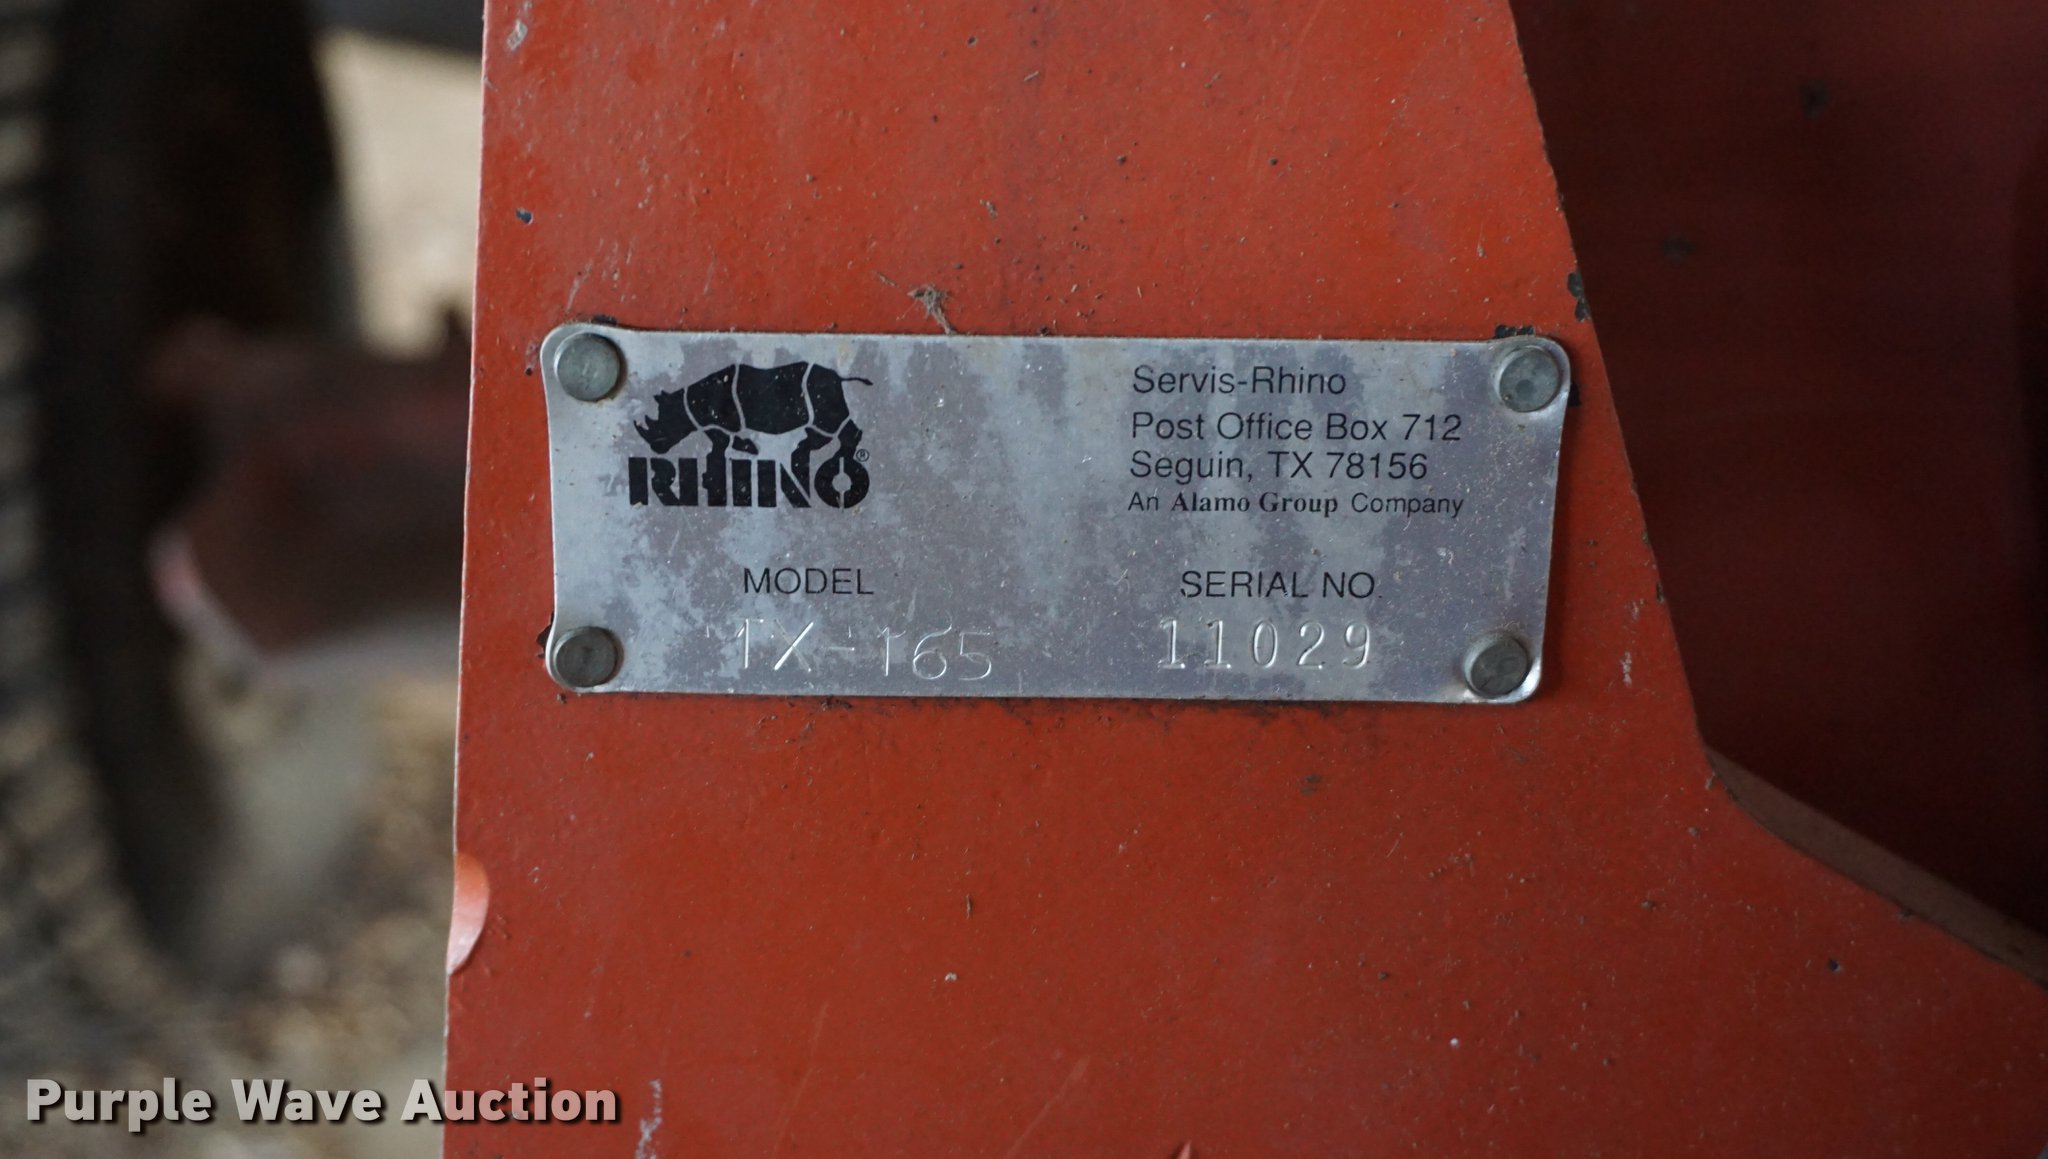 RHINO®
Servis-Rhino
Post Office Box 712
Seguin, TX 78156
An Alamo Group Company
MODEL
TX-165
SERIAL NO.
11029
Purple Wave Auction